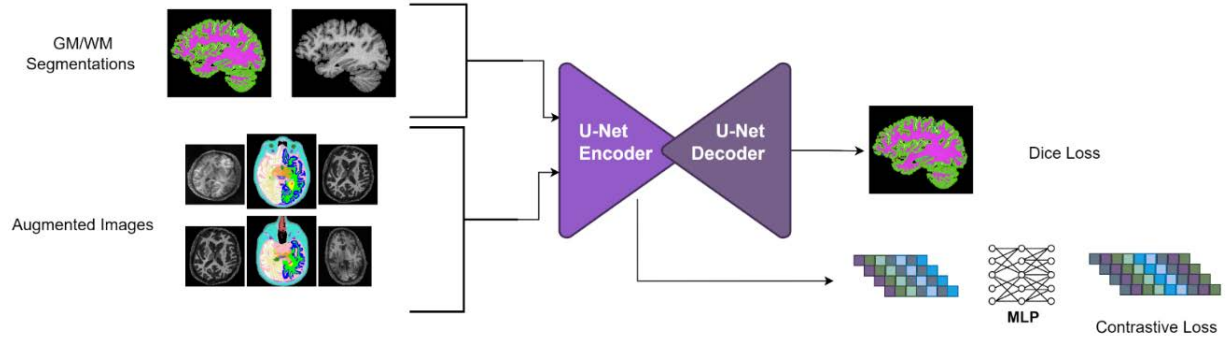 GM/WM
Segmentations
Augmented Images
U-Net
Encoder
U-Net
Decoder
Dice Loss
MLP
Contrastive Loss